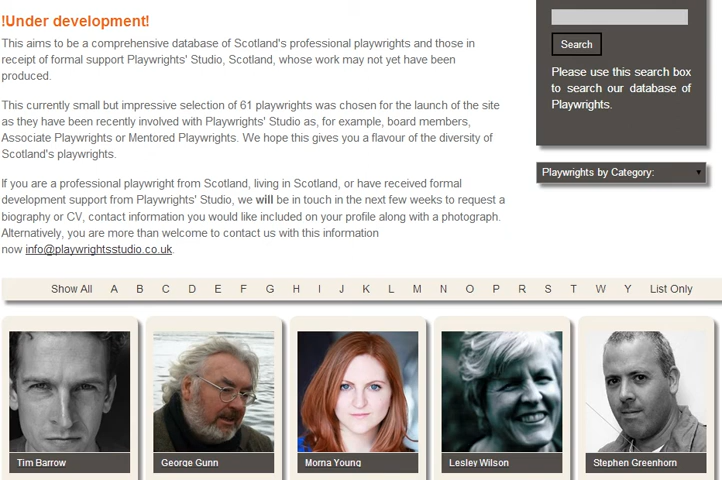 !Under development!
This aims to be a comprehensive database of Scotland's professional playwrights and those in
receipt of formal support Playwrights' Studio, Scotland, whose work may not yet have been
produced.
This currently small but impressive selection of 61 playwrights was chosen for the launch of the site
as they have been recently involved with Playwrights' Studio as, for example, board members,
Associate Playwrights or Mentored Playwrights. We hope this gives you a flavour of the diversity of
Scotland's playwrights.
If you are a professional playwright from Scotland, living in Scotland, or have received formal
development support from Playwrights' Studio, we will be in touch in the next few weeks to request a
biography or CV, contact information you would like included on your profile along with a photograph.
Alternatively, you are more than welcome to contact us with this information
now info@playwrightsstudio.co.uk.
Search
Please use this search box
to search our database of
Playwrights.
Playwrights by Category:
Show All A B C D E F G H I J K L M N O P R S T W Y List Only
Tim Barrow
George Gunn
Morna Young
Lesley Wilson
Stephen Greenhorn